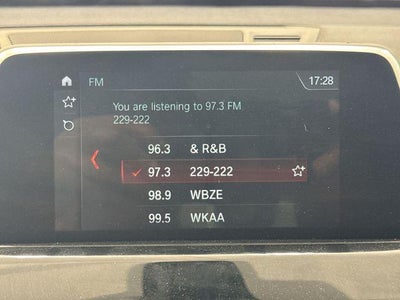 FM
17:28
You are listening to 97.3 FM
229-222
96.3 & R&B
97.3 229-222
98.9 WBZE
99.5 WKAA